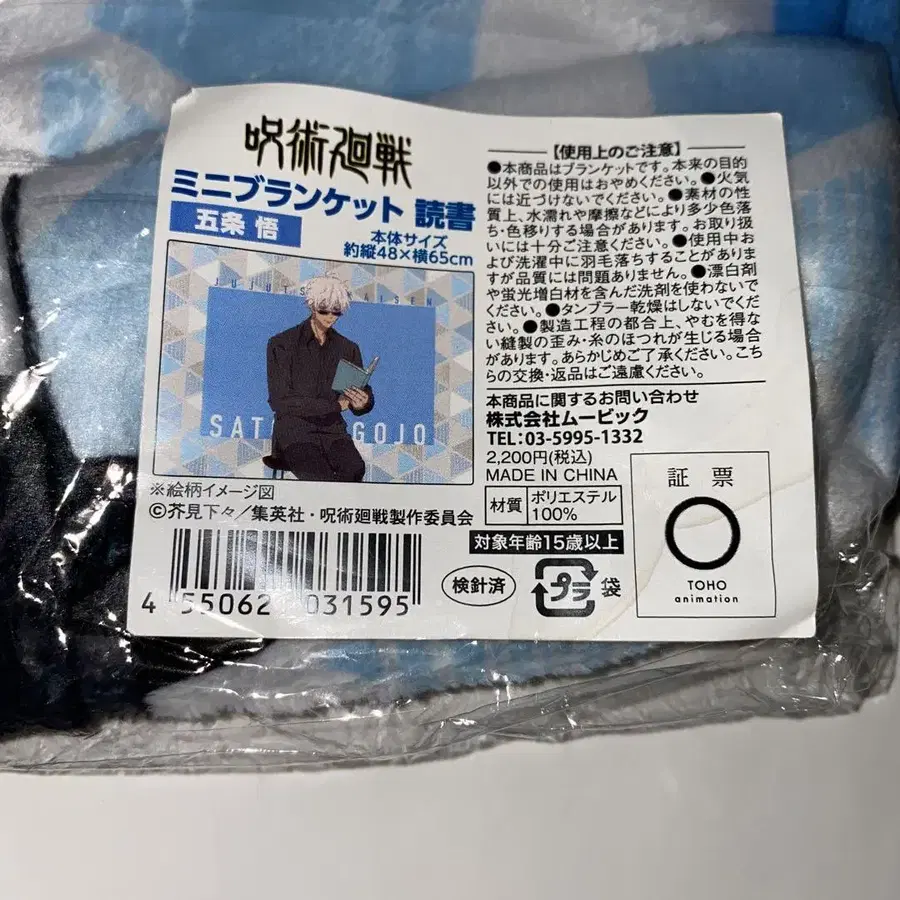 呪術廻戦
ミニブランケット 読書
五条 悟
本体サイズ
約縦48×横65cm
SATORU GOJO
※絵柄イメージ図
©芥見下々/集英社・呪術廻戦製作委員会
4 550621 031595
【使用上のご注意】
●本商品はブランケットです。本来の目的
以外での使用はおやめください。●火気
には近づけないでください。●素材の性
質上、水濡れや摩擦などにより多少色落
ち・色移りする場合があります。お取り扱
いには十分ご注意ください。●使用中お
よび洗濯中に羽毛落ちすることがありま
すが品質には問題ありません。●漂白剤
や蛍光増白材を含んだ洗剤を使わないで
ください。●タンブラー乾燥はしないでくだ
さい。●製造工程の都合上、やむを得な
い縫製の歪み・糸のほつれが生じる場合
があります。あらかじめご了承ください。こち
らの交換・返品はご遠慮ください。
本商品に関するお問い合わせ
株式会社ムービック
TEL:03-5995-1332
2,200円(税込)
MADE IN CHINA
材質 ポリエステル
100%
対象年齢15歳以上
検針済
プラ 袋
証票
TOHO
animation